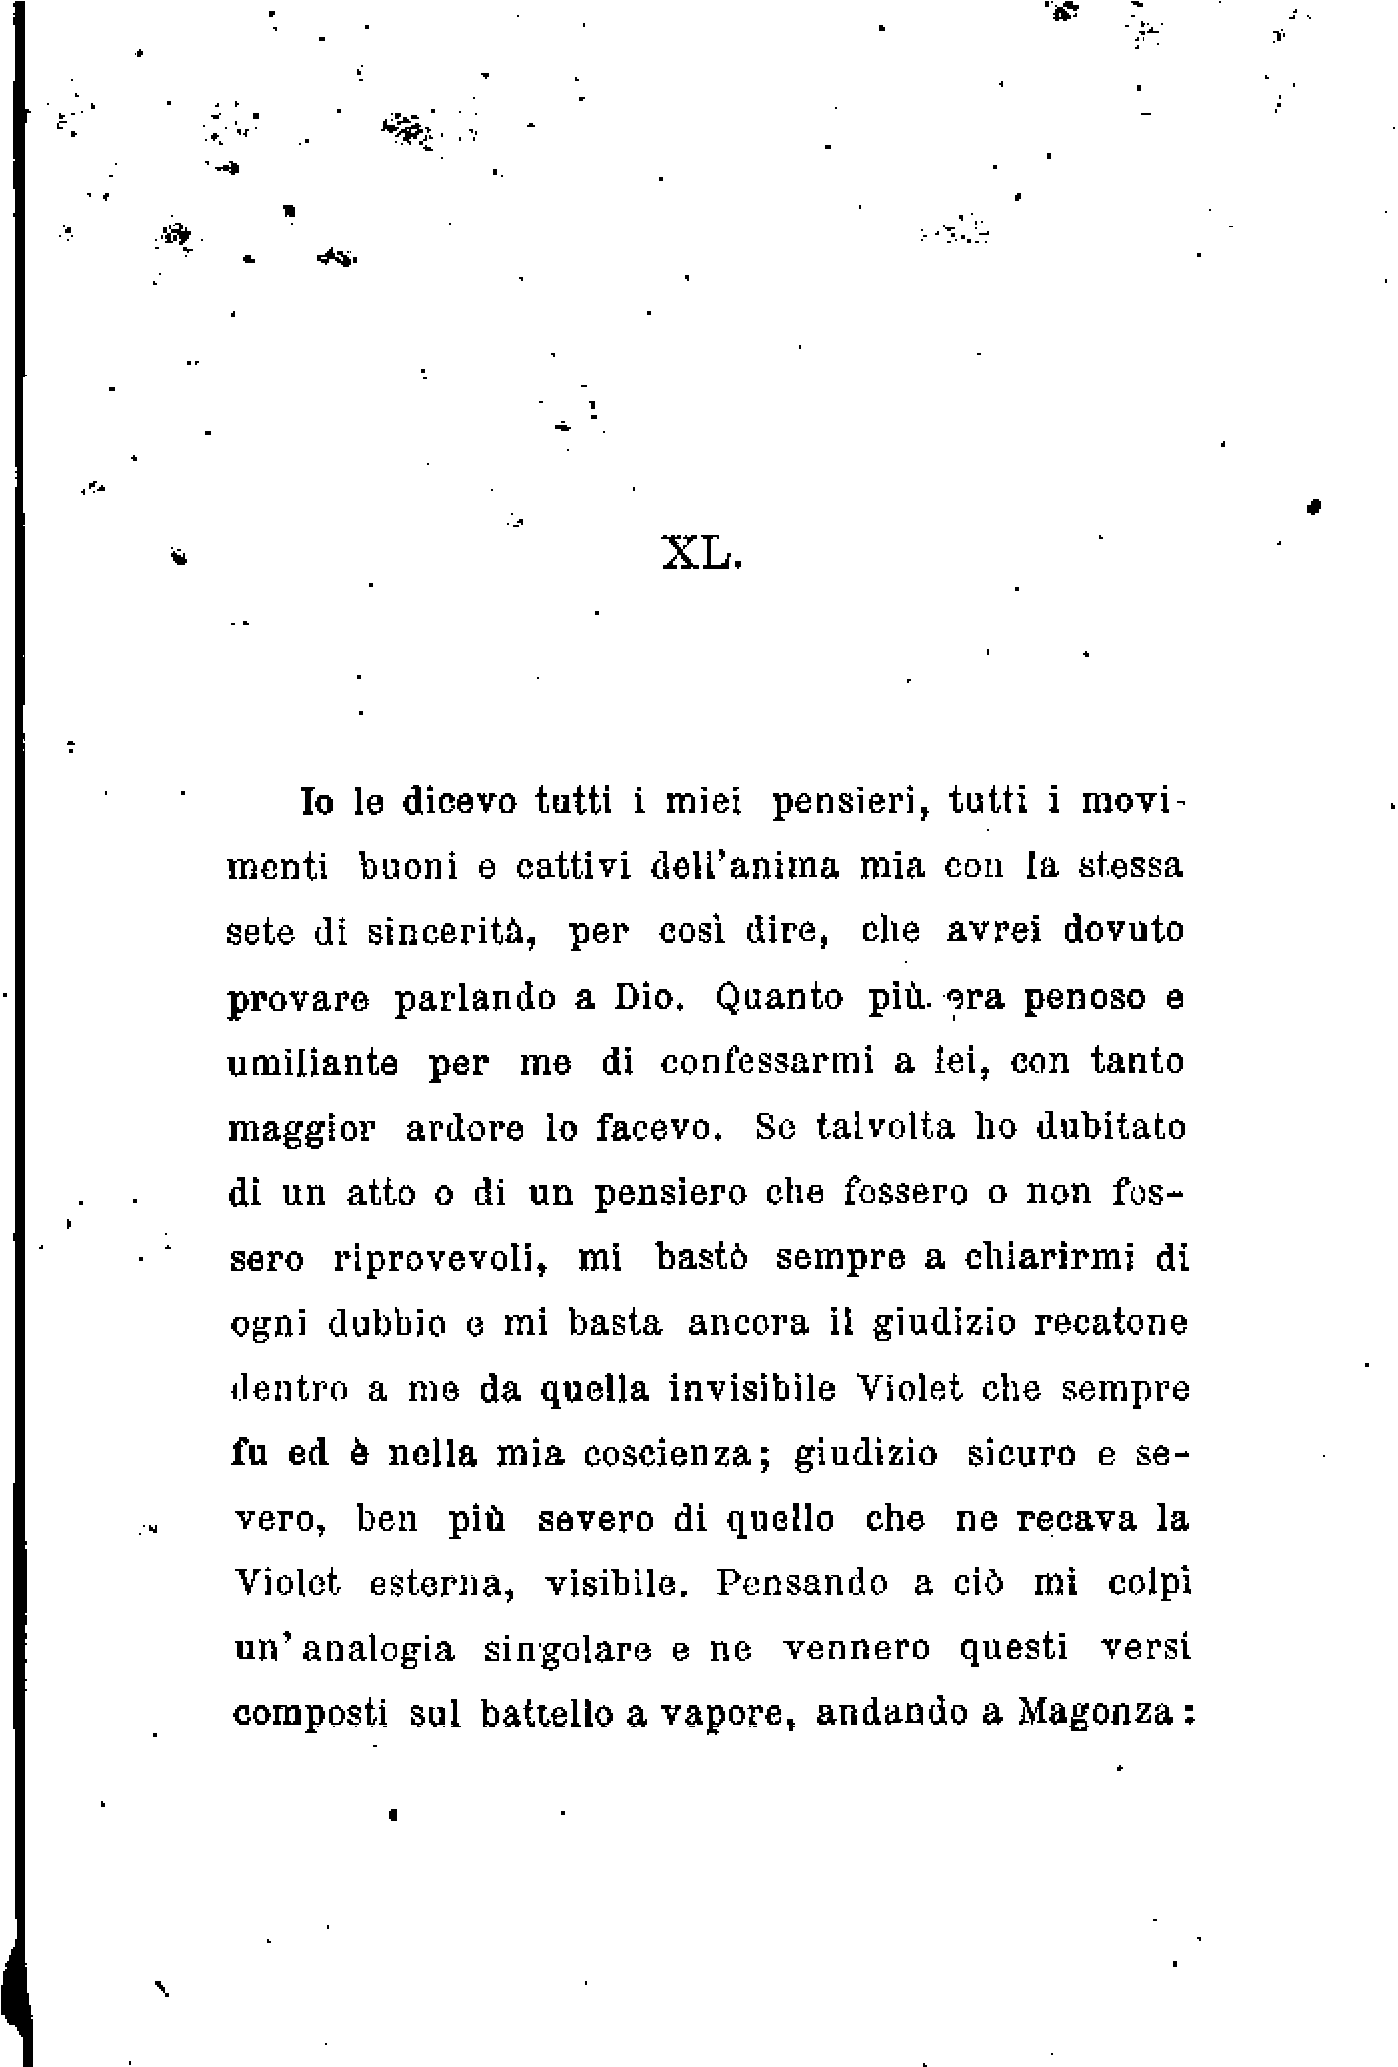 XL.
Io le dicevo tutti i miei pensieri, tutti i movi-
menti buoni e cattivi dell'anima mia con la stessa
sete di sincerità, per così dire, che avrei dovuto
provare parlando a Dio. Quanto più era penoso e
umiliante per me di confessarmi a lei, con tanto
maggior ardore lo facevo. Se talvolta ho dubitato
di un atto o di un pensiero che fossero o non fos-
sero riprovevoli, mi bastò sempre a chiarirmi di
ogni dubbio e mi basta ancora il giudizio recatone
dentro a me da quella invisibile Violet che sempre
fu ed è nella mia coscienza; giudizio sicuro e se-
vero, ben più severo di quello che ne recava la
Violet esterna, visibile. Pensando a ciò mi colpì
un'analogia singolare e ne vennero questi versi
composti sul battello a vapore, andando a Magonza: